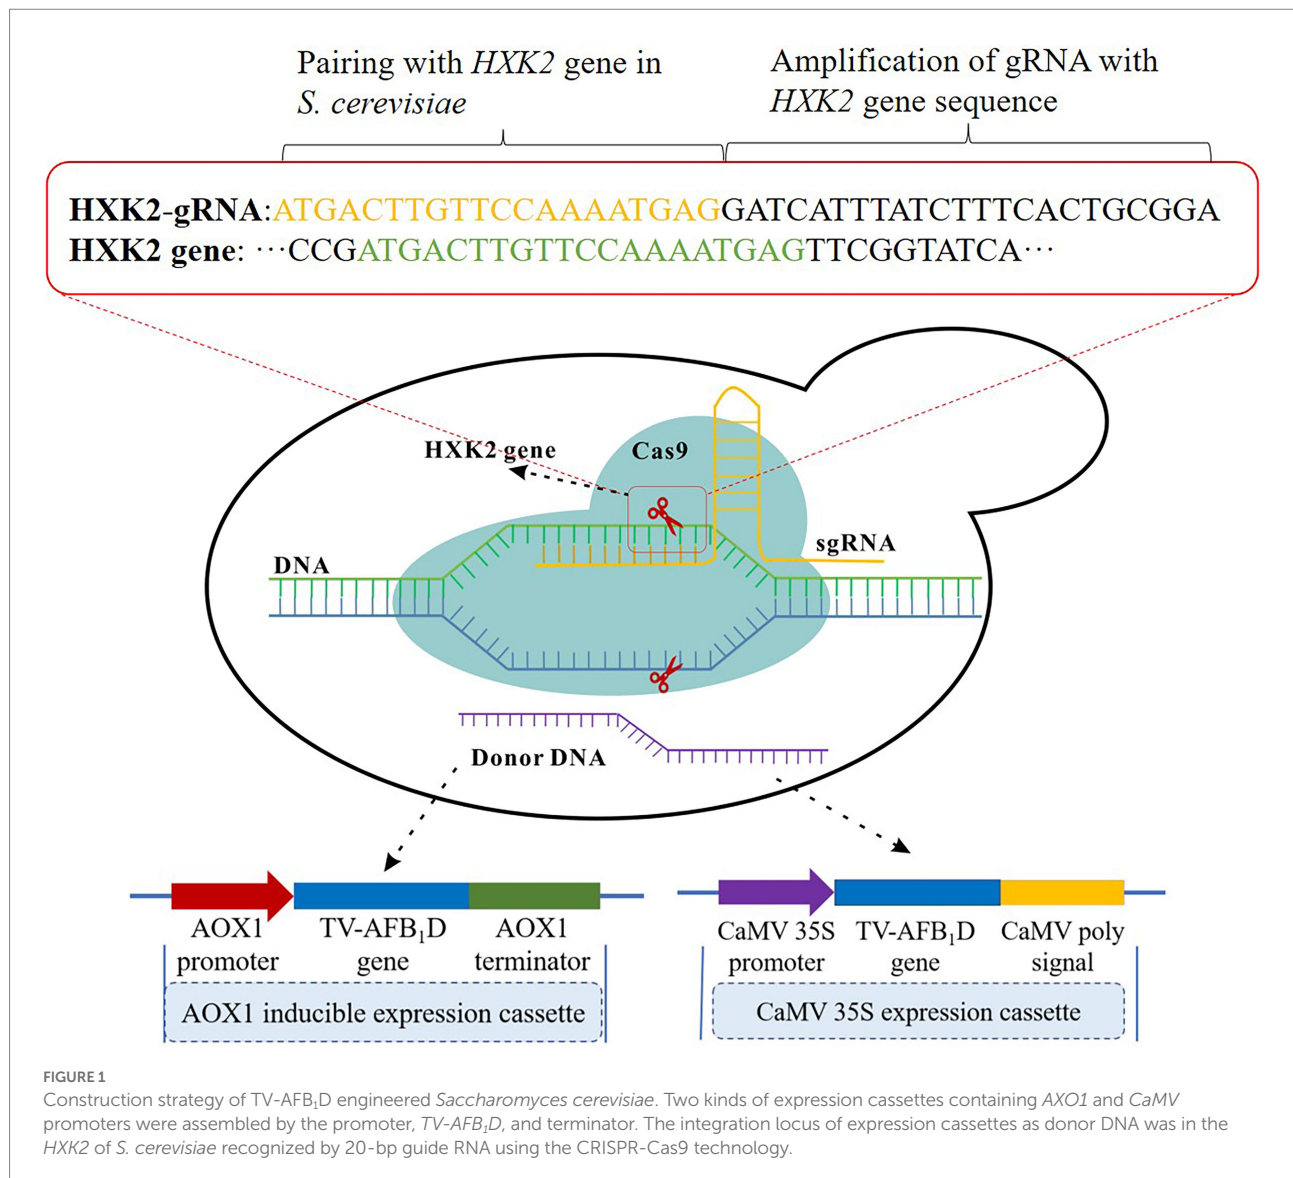 Pairing with HXK2 gene in
S. cerevisiae
Amplification of gRNA with
HXK2 gene sequence
HXK2-gRNA:ATGACTTGTTCCAAAATGAGGATCATTTATCTTTCACTGCGGA
HXK2 gene: ···CCGATGACTTGTTCCAAAATGAGTTCGGTATCA···
HXK2 gene
Cas9
sgRNA
DNA
Donor DNA
AOX1
promoter
TV-AFB₁D
gene
AOX1
terminator
AOX1 inducible expression cassette
CaMV 35S
promoter
TV-AFB₁D
gene
CaMV poly
signal
CaMV 35S expression cassette
FIGURE 1
Construction strategy of TV-AFB₁D engineered Saccharomyces cerevisiae. Two kinds of expression cassettes containing AXO1 and CaMV
promoters were assembled by the promoter, TV-AFB₁D, and terminator. The integration locus of expression cassettes as donor DNA was in the
HXK2 of S. cerevisiae recognized by 20-bp guide RNA using the CRISPR-Cas9 technology.